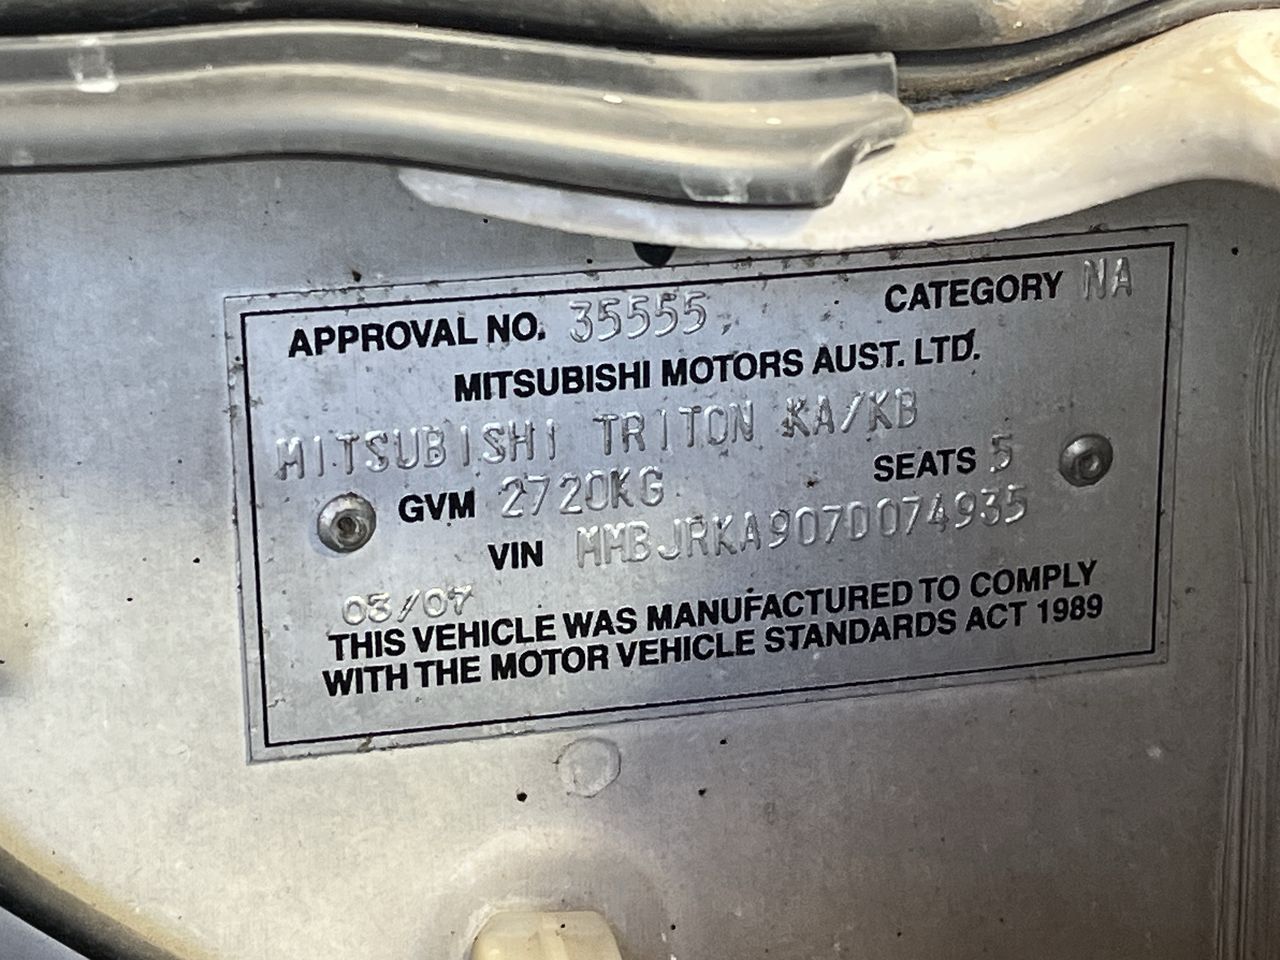 APPROVAL NO. 35555, CATEGORY NA
MITSUBISHI MOTORS AUST. LTD.
MITSUBISHI TRITON KA/KB
GVM 2720KG SEATS 5
VIN MMBJRKA907D074935
03/07
THIS VEHICLE WAS MANUFACTURED TO COMPLY
WITH THE MOTOR VEHICLE STANDARDS ACT 1989